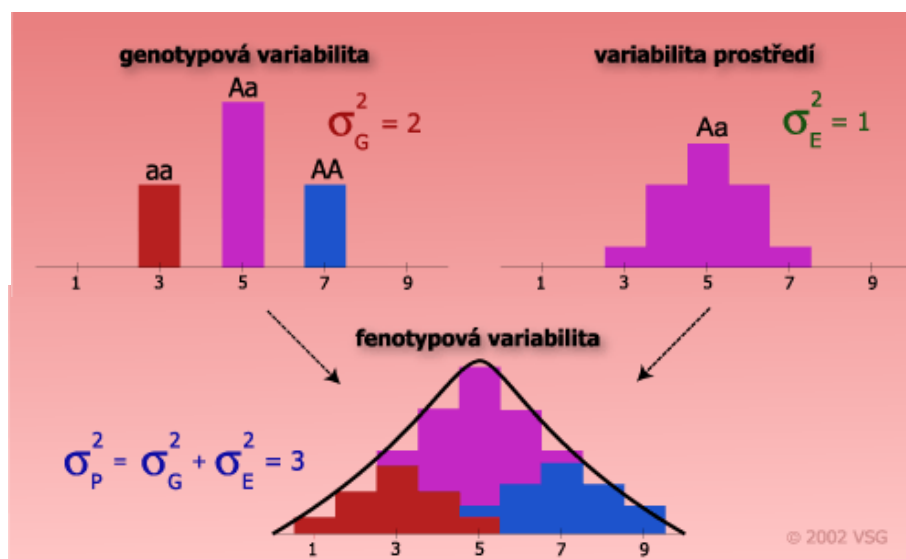 genotypová variabilita
variabilita prostředí
Aa
σ²G = 2
aa
AA
1 3 5 7 9
Aa
σ²E = 1
1 3 5 7 9
fenotypová variabilita
σ²P = σ²G + σ²E = 3
1 3 5 7 9
© 2002 VSG